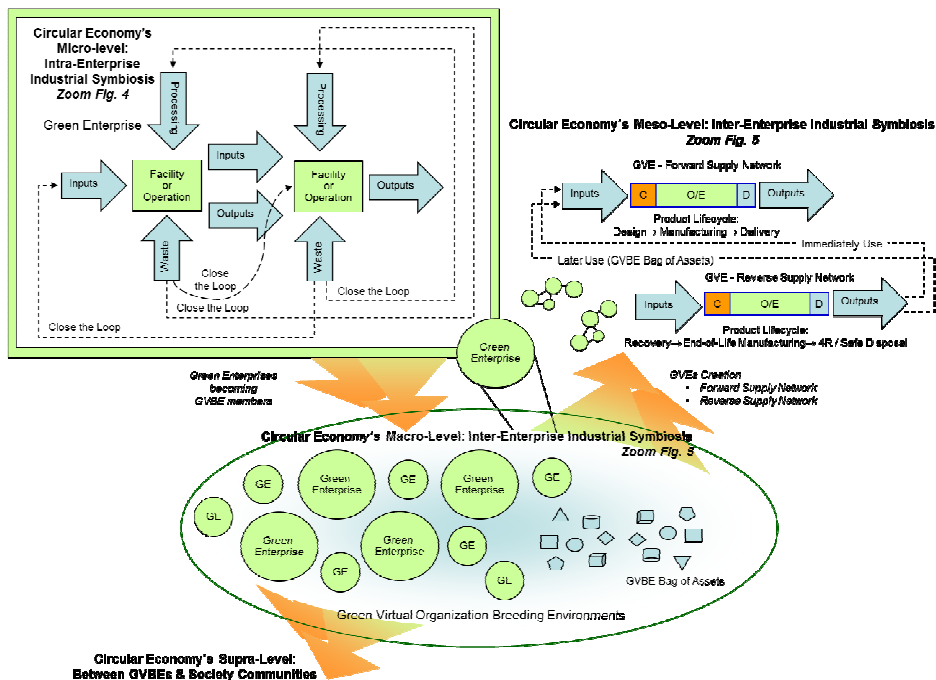 Circular Economy's
Micro-level:
Intra-Enterprise
Industrial Symbiosis
Zoom Fig. 4
Green Enterprise
Processing
Processing
Inputs
Facility
or
Operation
Inputs
Outputs
Facility
or
Operation
Outputs
Waste
Waste
Close
the Loop
Close the Loop
Close the Loop
Close the Loop
Circular Economy's Meso-Level: Inter-Enterprise Industrial Symbiosis
Zoom Fig. 5
GVE - Forward Supply Network
Inputs
C
O/E
D
Outputs
Product Lifecycle:
Design → Manufacturing → Delivery
Immediately Use
Later Use (GVBE Bag of Assets)
GVE - Reverse Supply Network
Inputs
C
O/E
D
Outputs
Product Lifecycle:
Recovery→End-of-Life Manufacturing→ 4R / Safe Disposal
Green
Enterprise
Green Enterprises
becoming
GVBE members
GVEs Creation
• Forward Supply Network
• Reverse Supply Network
Circular Economy's Macro-Level: Inter-Enterprise Industrial Symbiosis
Zoom Fig. 5
GE
Green
Enterprise
GE
Green
Enterprise
GE
GE
Green
Enterprise
GE
Green
Enterprise
GE
GE
GVBE Bag of Assets
Green Virtual Organization Breeding Environments
Circular Economy's Supra-Level:
Between GVBEs & Society Communities